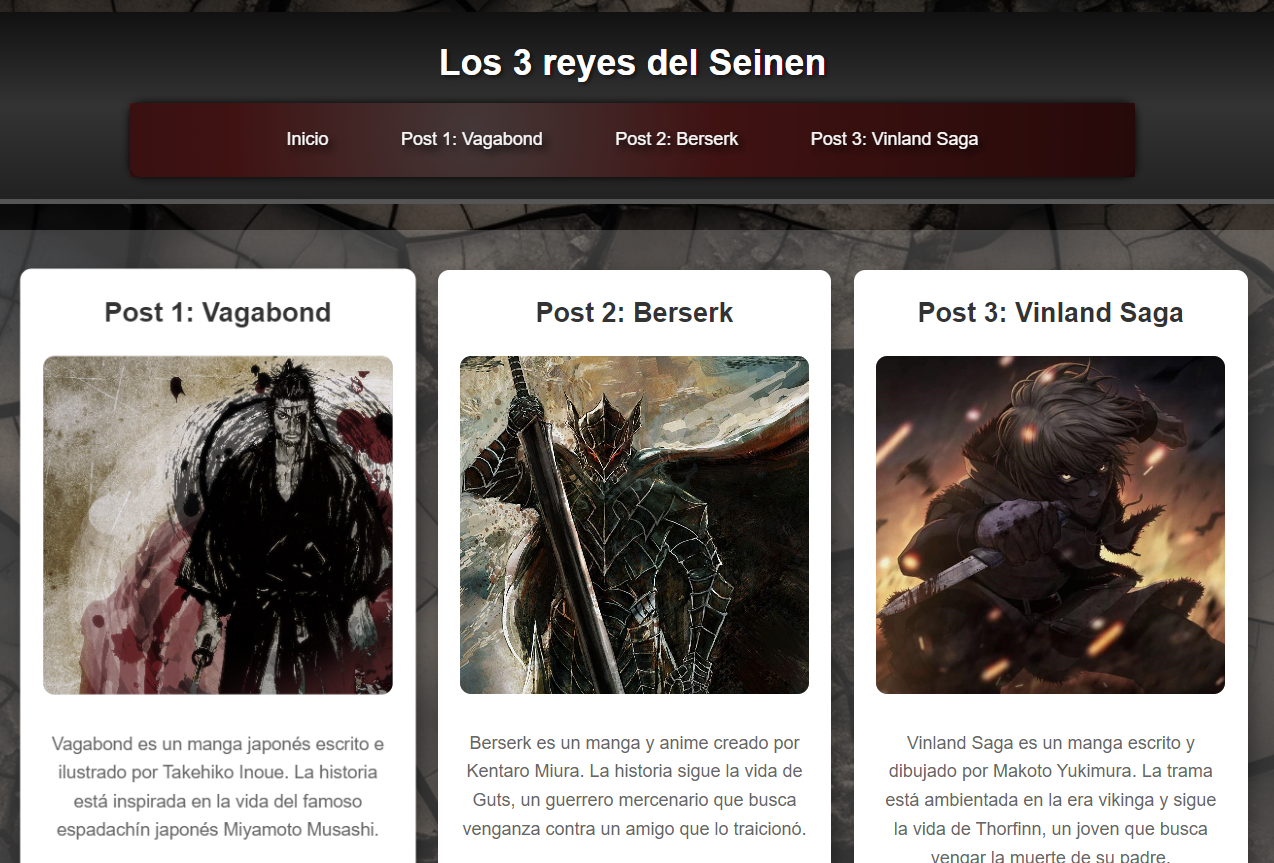 Los 3 reyes del Seinen
Inicio
Post 1: Vagabond
Post 2: Berserk
Post 3: Vinland Saga
Post 1: Vagabond
Vagabond es un manga japonés escrito e
ilustrado por Takehiko Inoue. La historia
está inspirada en la vida del famoso
espadachín japonés Miyamoto Musashi.
Post 2: Berserk
Berserk es un manga y anime creado por
Kentaro Miura. La historia sigue la vida de
Guts, un guerrero mercenario que busca
venganza contra un amigo que lo traicionó.
Post 3: Vinland Saga
Vinland Saga es un manga escrito y
dibujado por Makoto Yukimura. La trama
está ambientada en la era vikinga y sigue
la vida de Thorfinn, un joven que busca
vengar la muerte de su padre.